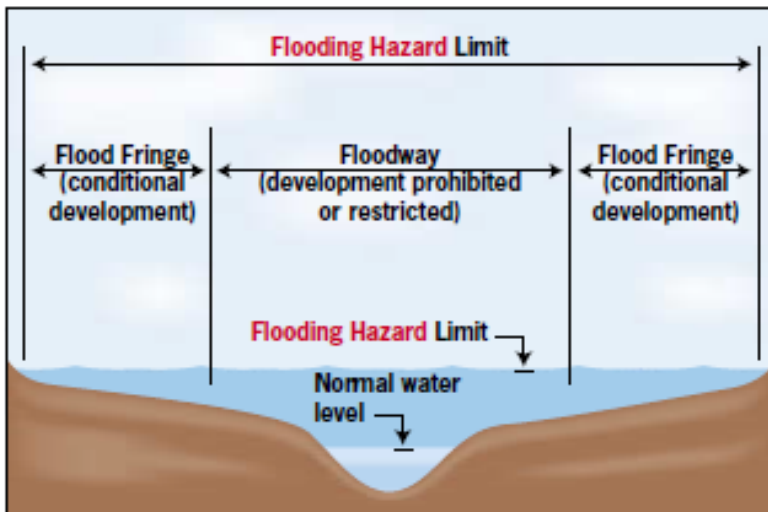 Flooding Hazard Limit
Flood Fringe
(conditional
development)
Floodway
(development prohibited
or restricted)
Flood Fringe
(conditional
development)
Flooding Hazard Limit
Normal water
level